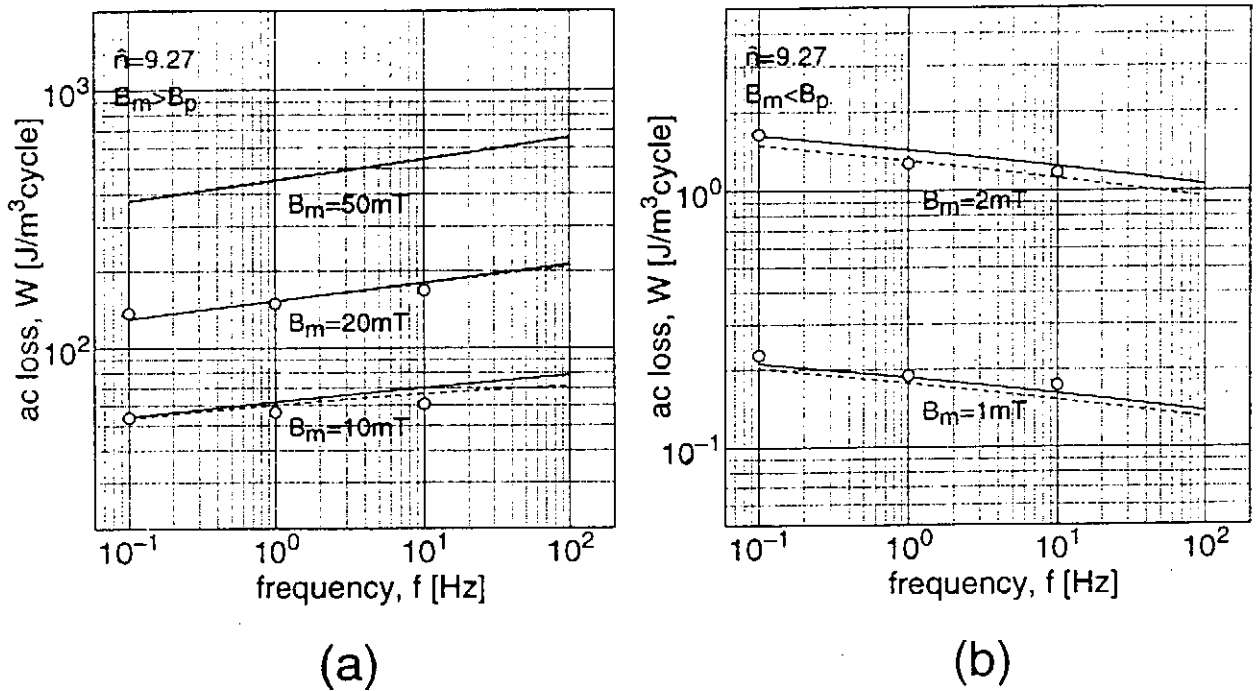 n̂=9.27
B_m>B_p
10³
10²
ac loss, W [J/m³cycle]
B_m=50mT
B_m=20mT
B_m=10mT
10⁻¹ 10⁰ 10¹ 10²
frequency, f [Hz]
(a)
n̂=9.27
B_m<B_p
10⁰
10⁻¹
ac loss, W [J/m³cycle]
B_m=2mT
B_m=1mT
10⁻¹ 10⁰ 10¹ 10²
frequency, f [Hz]
(b)